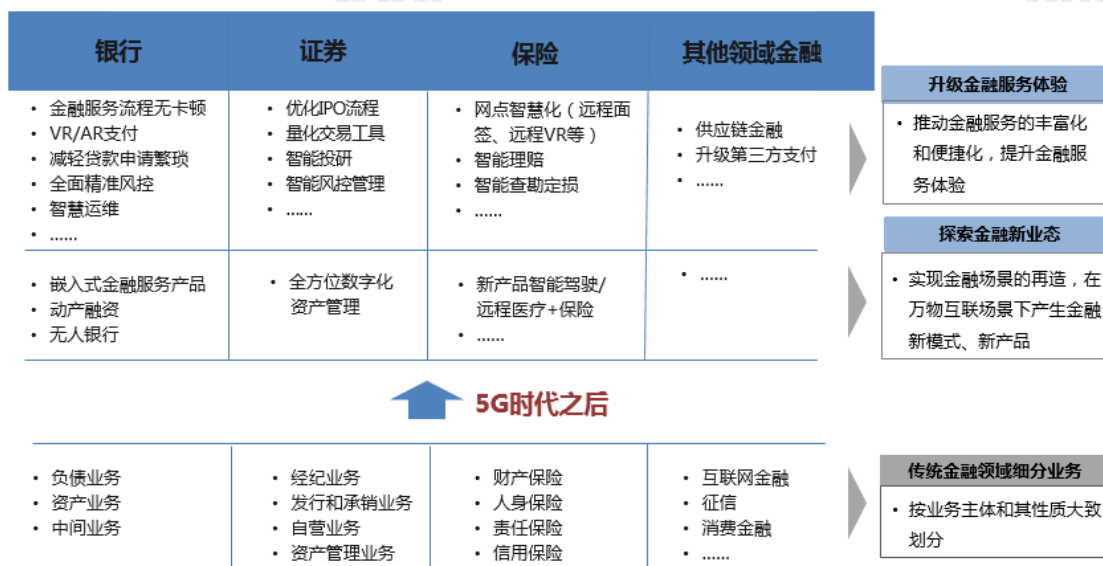 银行
证券
保险
其他领域金融
• 金融服务流程无卡顿
• VR/AR支付
• 减轻贷款申请繁琐
• 全面精准风控
• 智慧运维
• ......
• 优化IPO流程
• 量化交易工具
• 智能投研
• 智能风控管理
• ......
• 网点智慧化（远程面
签、远程VR等）
• 智能理赔
• 智能查勘定损
• ......
• 供应链金融
• 升级第三方支付
• ......
升级金融服务体验
• 推动金融服务的丰富化
和便捷化，提升金融服
务体验
• 嵌入式金融服务产品
• 动产融资
• 无人银行
• 全方位数字化
资产管理
• 新产品智能驾驶/
远程医疗+保险
• ......
• ......
探索金融新业态
• 实现金融场景的再造，在
万物互联场景下产生金融
新模式、新产品
5G时代之后
• 负债业务
• 资产业务
• 中间业务
• 经纪业务
• 发行和承销业务
• 自营业务
• 资产管理业务
• 财产保险
• 人身保险
• 责任保险
• 信用保险
• 互联网金融
• 征信
• 消费金融
• ......
传统金融领域细分业务
• 按业务主体和其性质大致
划分